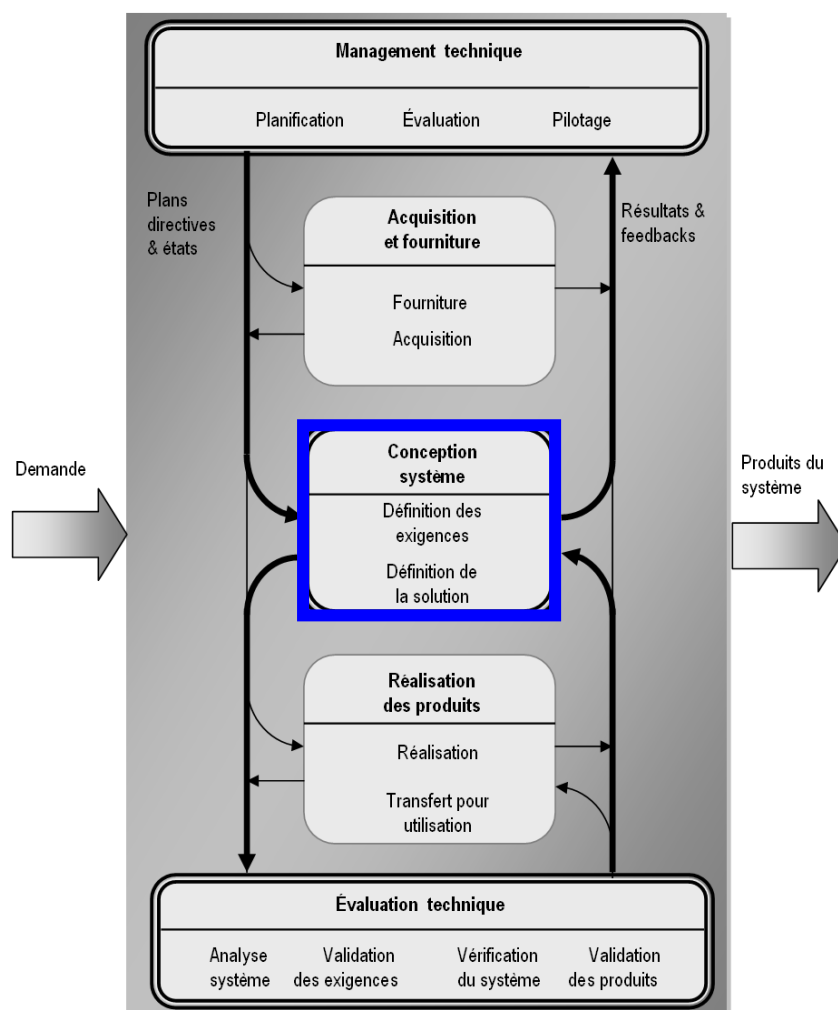 Management technique
Planification Évaluation Pilotage
Plans
directives
& états
Acquisition
et fourniture
Fourniture
Acquisition
Résultats &
feedbacks
Demande
Conception
système
Définition des
exigences
Définition de
la solution
Produits du
système
Réalisation
des produits
Réalisation
Transfert pour
utilisation
Évaluation technique
Analyse
système
Validation
des exigences
Vérification
du système
Validation
des produits